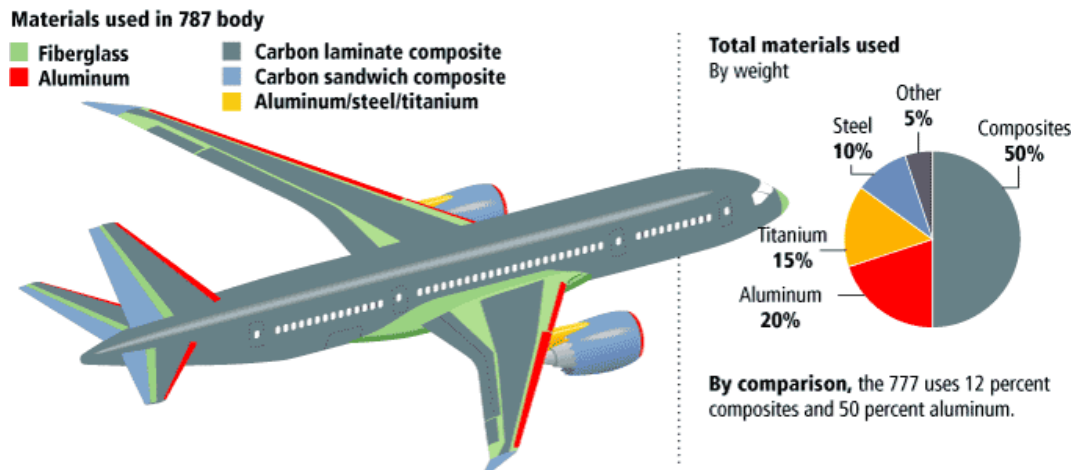 Materials used in 787 body
Fiberglass
Aluminum
Carbon laminate composite
Carbon sandwich composite
Aluminum/steel/titanium
Total materials used
By weight
Other
5%
Steel
10%
Composites
50%
Titanium
15%
Aluminum
20%
By comparison, the 777 uses 12 percent
composites and 50 percent aluminum.